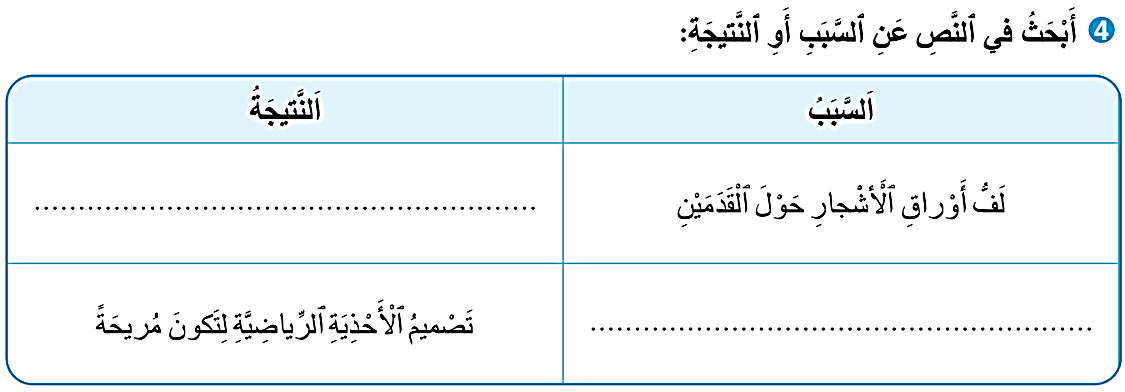 4 أَبْحَثُ في ٱلنَّصِ عَنِ ٱلسَّبَبِ أَوِ ٱلنَّتيجَةِ:
اَلسَّبَبُ اَلنَّتيجَةُ
لَفُّ أَوْراقِ ٱلْأشْجارِ حَوْلَ ٱلْقَدَمَيْنِ ........................................................
........................................................ تَصْميمُ ٱلْأَحْذِيَةِ ٱلرِّياضِيَّةِ لِتَكونَ مُريحَةً